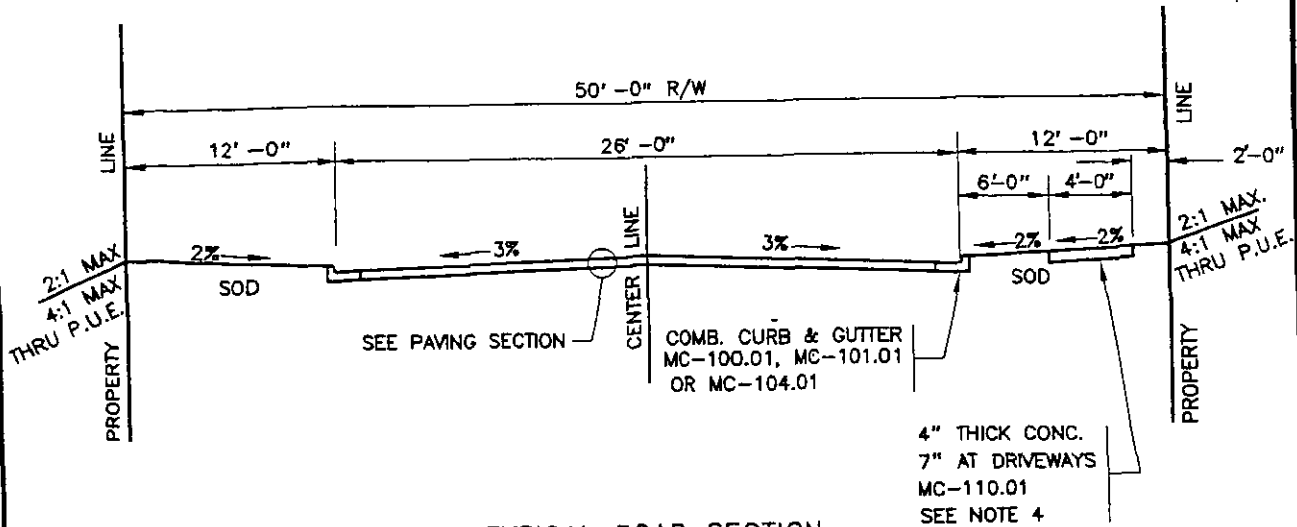 50' -0" R/W
LINE
LINE
12' -0"
26' -0"
12' -0"
2'-0"
6'-0"
4'-0"
2:1 MAX
4:1 MAX
THRU P.U.E.
2%
SOD
3%
CENTER LINE
3%
2%
2%
SOD
2:1 MAX.
4:1 MAX
THRU P.U.E.
PROPERTY
SEE PAVING SECTION
COMB. CURB & GUTTER
MC-100.01, MC-101.01
OR MC-104.01
PROPERTY
4" THICK CONC.
7" AT DRIVEWAYS
MC-110.01
SEE NOTE 4
TYPICAL ROAD SECTION